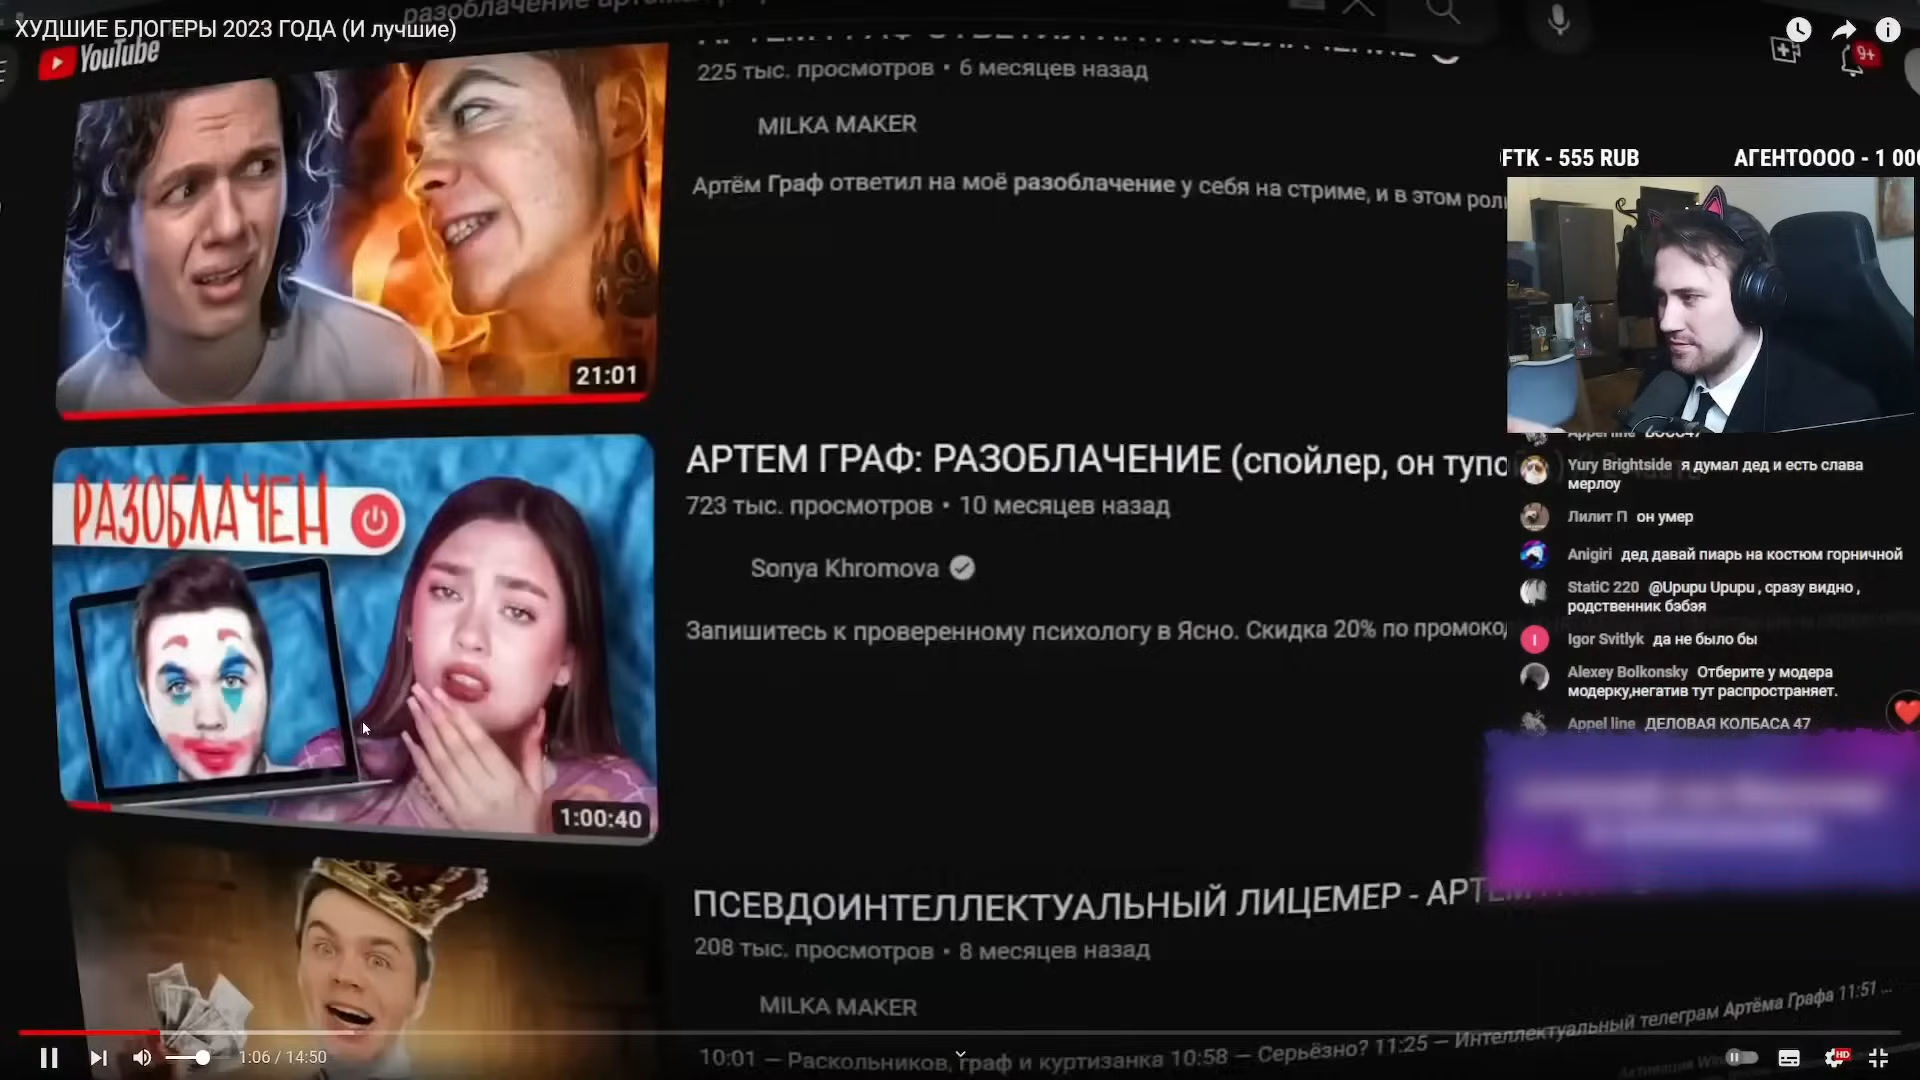 ХУДШИЕ БЛОГЕРЫ 2023 ГОДА (И лучшие)
YouTube
9+
225 тыс. просмотров • 6 месяцев назад
MILKA MAKER
Артём Граф ответил на моё разоблачение у себя на стриме, и в этом
21:01
FTK - 555 RUB
АГЕНТОООО - 1 00
РАЗОБЛАЧЕН
1:00:40
АРТЕМ ГРАФ: РАЗОБЛАЧЕНИЕ (спойлер, он
723 тыс. просмотров • 10 месяцев назад
Sonya Khromova
Запишитесь к проверенному психологу в Ясно. Скидка 20% по
Yury Brightside я думал дед и есть слава
мерлоу
Лилит П он умер
Anigiri дед давай пиарь на костюм горничной
StatiC 220 @Upupu Upupu , сразу видно ,
родственник бэбэя
I
Igor Svitlyk да не было бы
Alexey Bolkonsky Отберите у модера
модерку,негатив тут распространяет.
Appel line ДЕЛОВАЯ КОЛБАСА 47
ПСЕВДОИНТЕЛЛЕКТУАЛЬНЫЙ ЛИЦЕМЕР -
208 тыс. просмотров • 8 месяцев назад
MILKA MAKER
10:01 — Раскольников, граф и куртизанка 10:58 — Серьёзно? 11:25 — Интеллектуальный телеграм Артёма Графа 11:51 ...
1:06 / 14:50
HD